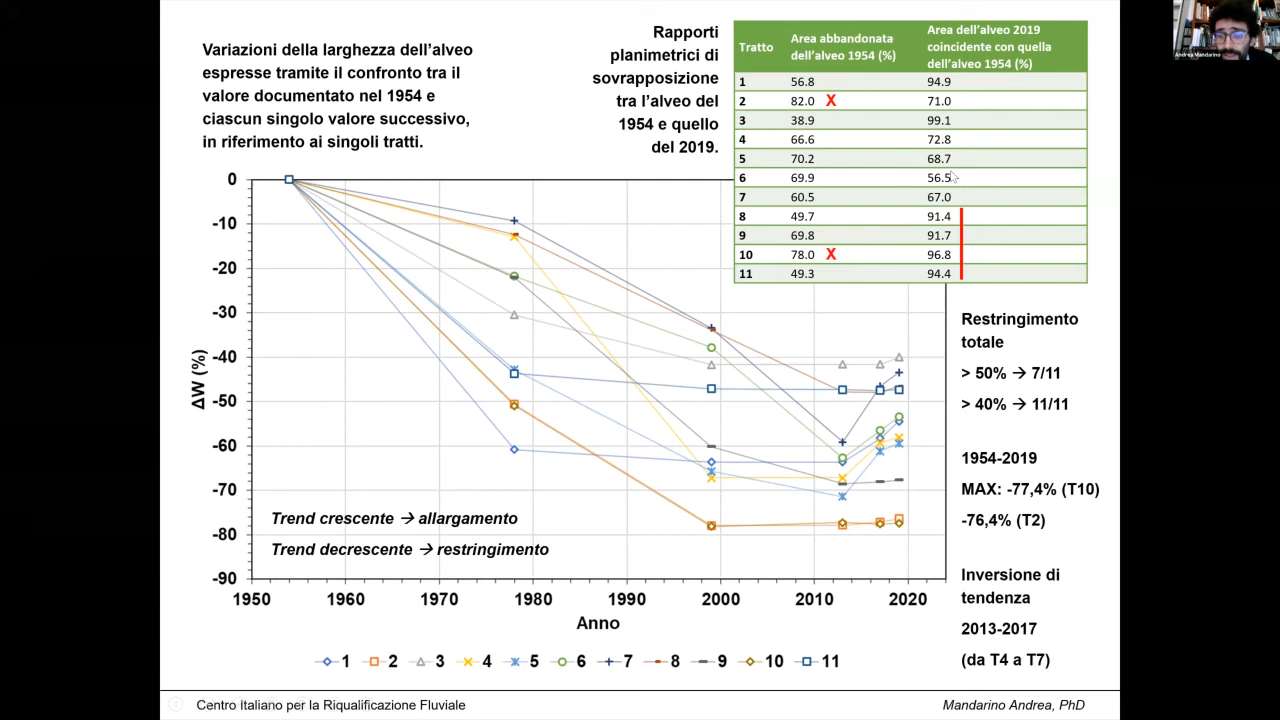 Variazioni della larghezza dell'alveo
espresse tramite il confronto tra il
valore documentato nel 1954 e
ciascun singolo valore successivo,
in riferimento ai singoli tratti.
Rapporti
planimetrici di
sovrapposizione
tra l'alveo del
1954 e quello
del 2019.
Tratto Area abbandonata dell'alveo 1954 (%) Area dell'alveo 2019 coincidente con quella dell'alveo 1954 (%)
1 56.8 94.9
2 82.0 X 71.0
3 38.9 99.1
4 66.6 72.8
5 70.2 68.7
6 69.9 56.5
7 60.5 67.0
8 49.7 91.4
9 69.8 91.7
10 78.0 X 96.8
11 49.3 94.4
Andrea Mandarino
ΔW (%)
0
-10
-20
-30
-40
-50
-60
-70
-80
-90
Trend crescente → allargamento
Trend decrescente → restringimento
1950 1960 1970 1980 1990 2000 2010 2020
Anno
1 2 3 4 5 6 7 8 9 10 11
Restringimento
totale
> 50% → 7/11
> 40% → 11/11
1954-2019
MAX: -77,4% (T10)
-76,4% (T2)
Inversione di
tendenza
2013-2017
(da T4 a T7)
Centro Italiano per la Riqualificazione Fluviale
Mandarino Andrea, PhD